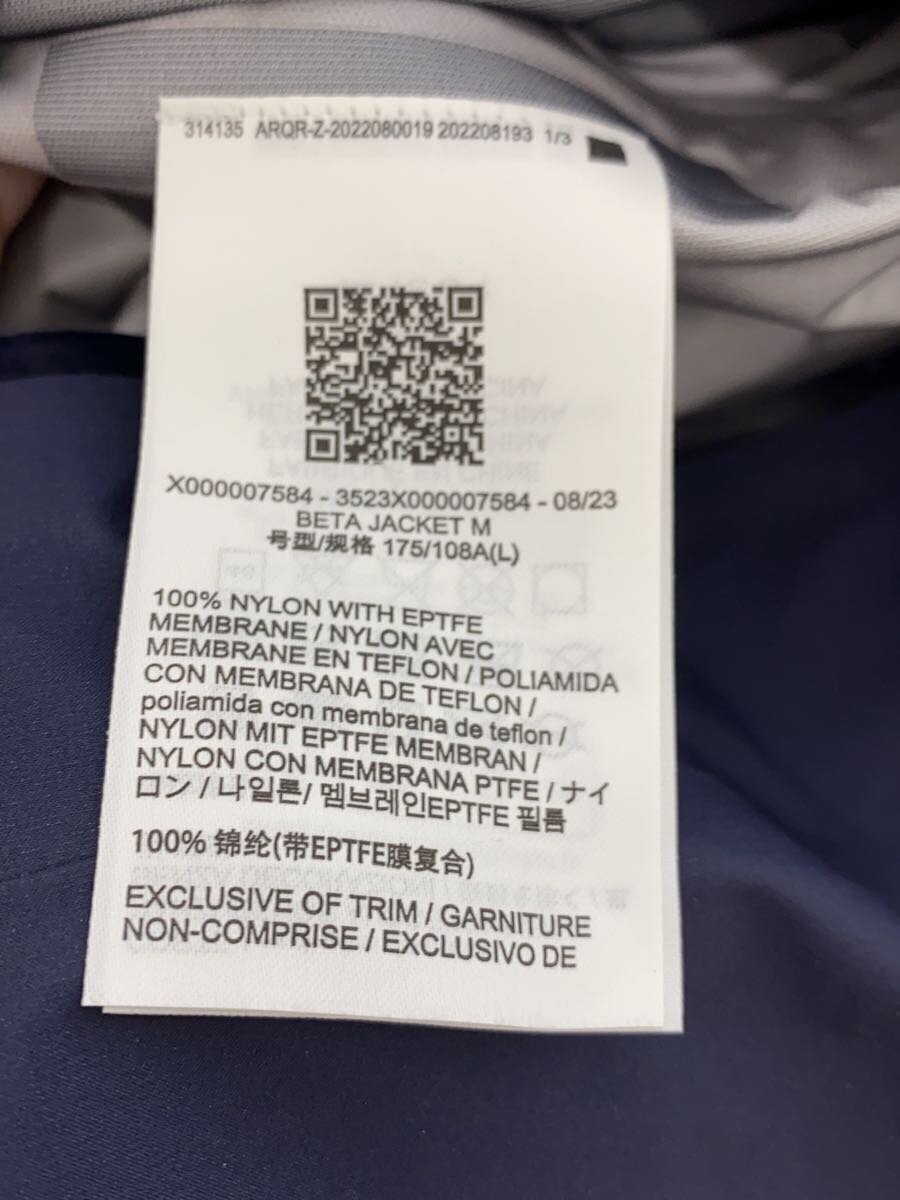 314135 ARQR-Z-2022080019 202208193 1/3
X000007584 - 3523X000007584 - 08/23
BETA JACKET M
号型/规格 175/108A(L)
100% NYLON WITH EPTFE
MEMBRANE / NYLON AVEC
MEMBRANE EN TEFLON / POLIAMIDA
CON MEMBRANA DE TEFLON /
poliamida con membrana de teflon /
NYLON MIT EPTFE MEMBRAN /
NYLON CON MEMBRANA PTFE / ナイ
ロン / 나일론/ 멤브레인EPTFE 필름
100% 锦纶(带EPTFE膜复合)
EXCLUSIVE OF TRIM / GARNITURE
NON-COMPRISE / EXCLUSIVO DE